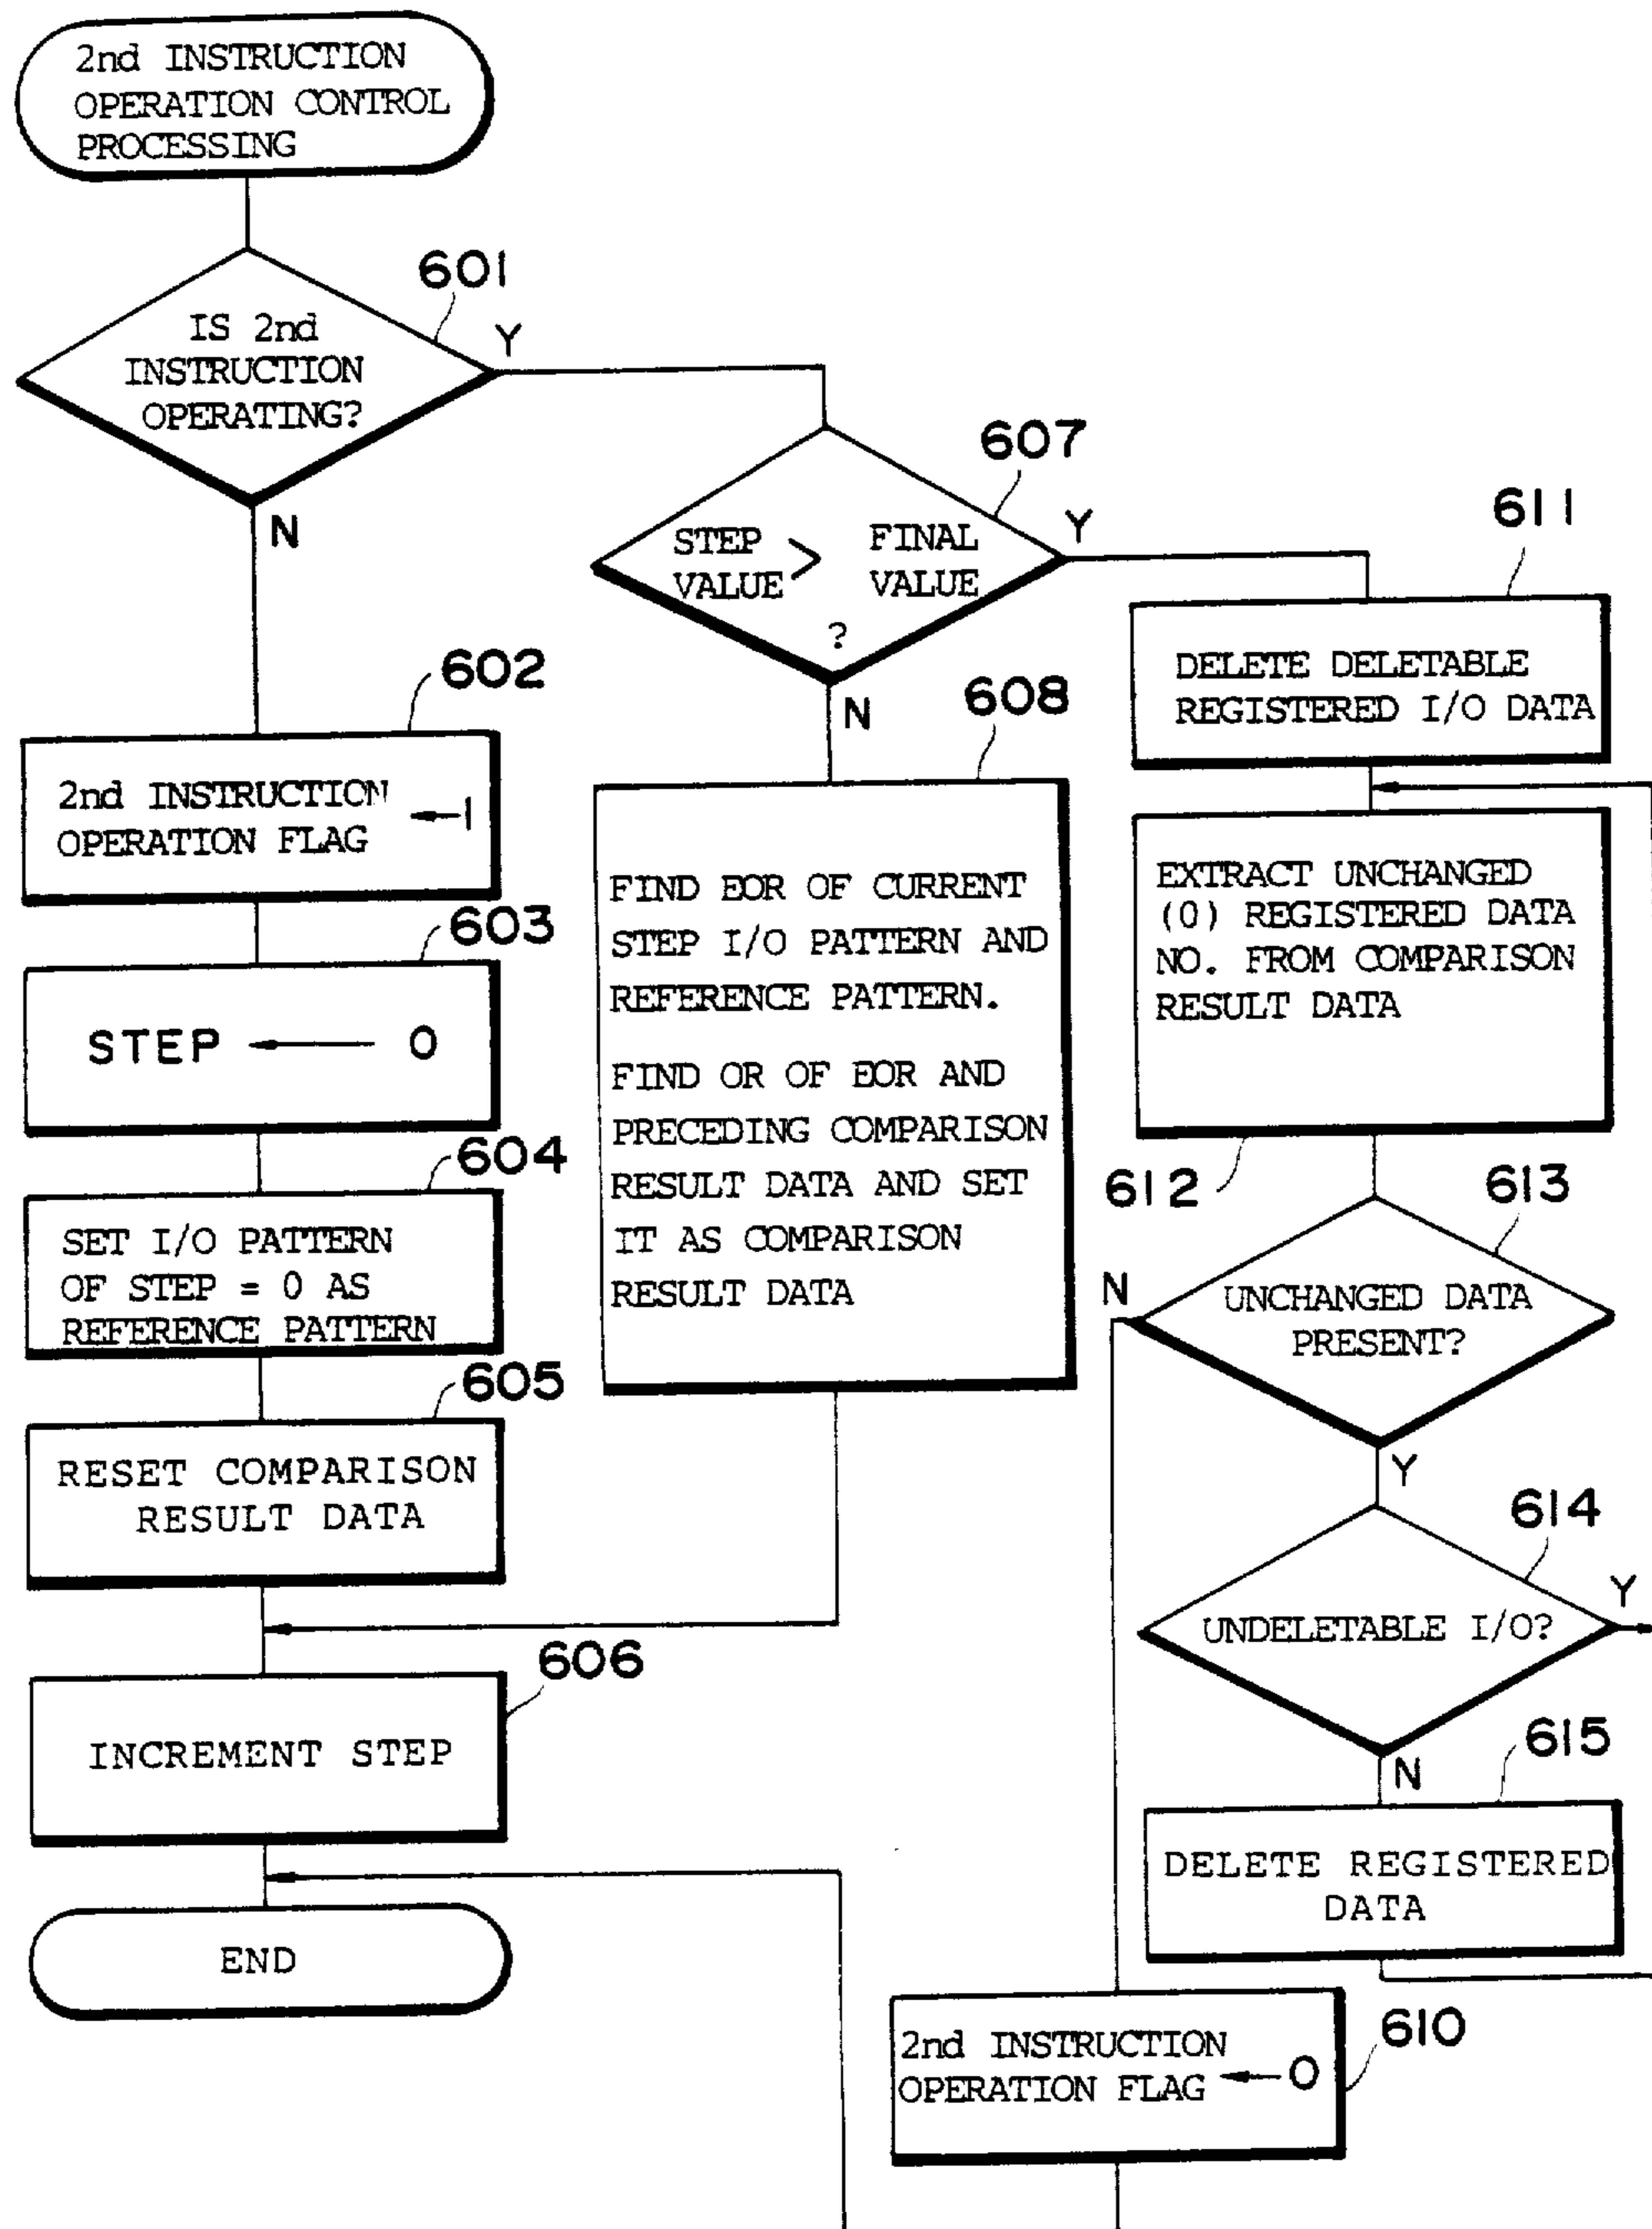 2nd INSTRUCTION
OPERATION CONTROL
PROCESSING
601
IS 2nd
INSTRUCTION
OPERATING?
Y
N
602
2nd INSTRUCTION
OPERATION FLAG
←1
603
STEP ← 0
604
SET I/O PATTERN
OF STEP = 0 AS
REFERENCE PATTERN
605
RESET COMPARISON
RESULT DATA
606
INCREMENT STEP
END
607
STEP
VALUE
>
FINAL
VALUE
?
Y
N
608
FIND EOR OF CURRENT
STEP I/O PATTERN AND
REFERENCE PATTERN.
FIND OR OF EOR AND
PRECEDING COMPARISON
RESULT DATA AND SET
IT AS COMPARISON
RESULT DATA
611
DELETE DELETABLE
REGISTERED I/O DATA
EXTRACT UNCHANGED
(0) REGISTERED DATA
NO. FROM COMPARISON
RESULT DATA
612
613
N
UNCHANGED DATA
PRESENT?
Y
614
Y
UNDELETABLE I/O?
N
615
DELETE REGISTERED
DATA
610
2nd INSTRUCTION
OPERATION FLAG ← 0